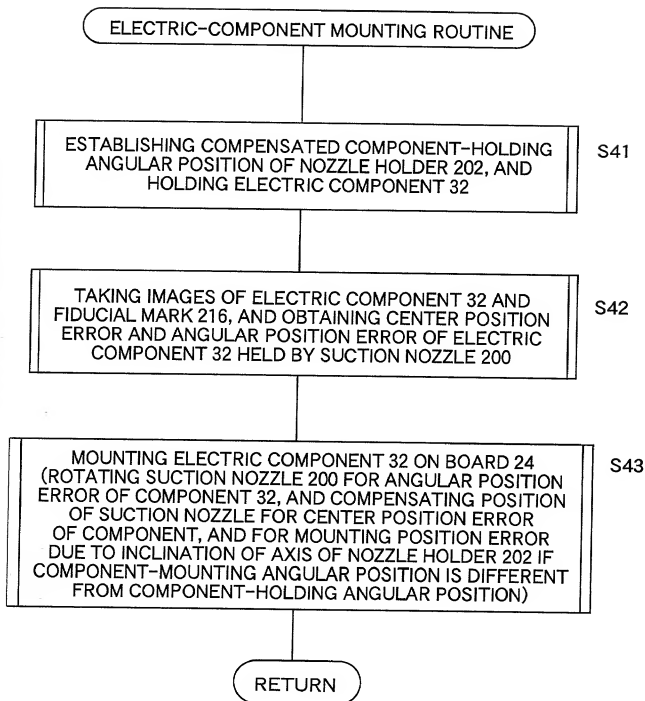 ELECTRIC-COMPONENT MOUNTING ROUTINE
ESTABLISHING COMPENSATED COMPONENT-HOLDING
ANGULAR POSITION OF NOZZLE HOLDER 202, AND
HOLDING ELECTRIC COMPONENT 32
S41
TAKING IMAGES OF ELECTRIC COMPONENT 32 AND
FIDUCIAL MARK 216, AND OBTAINING CENTER POSITION
ERROR AND ANGULAR POSITION ERROR OF ELECTRIC
COMPONENT 32 HELD BY SUCTION NOZZLE 200
S42
MOUNTING ELECTRIC COMPONENT 32 ON BOARD 24
(ROTATING SUCTION NOZZLE 200 FOR ANGULAR POSITION
ERROR OF COMPONENT 32, AND COMPENSATING POSITION
OF SUCTION NOZZLE FOR CENTER POSITION ERROR
OF COMPONENT, AND FOR MOUNTING POSITION ERROR
DUE TO INCLINATION OF AXIS OF NOZZLE HOLDER 202 IF
COMPONENT-MOUNTING ANGULAR POSITION IS DIFFERENT
FROM COMPONENT-HOLDING ANGULAR POSITION)
S43
RETURN